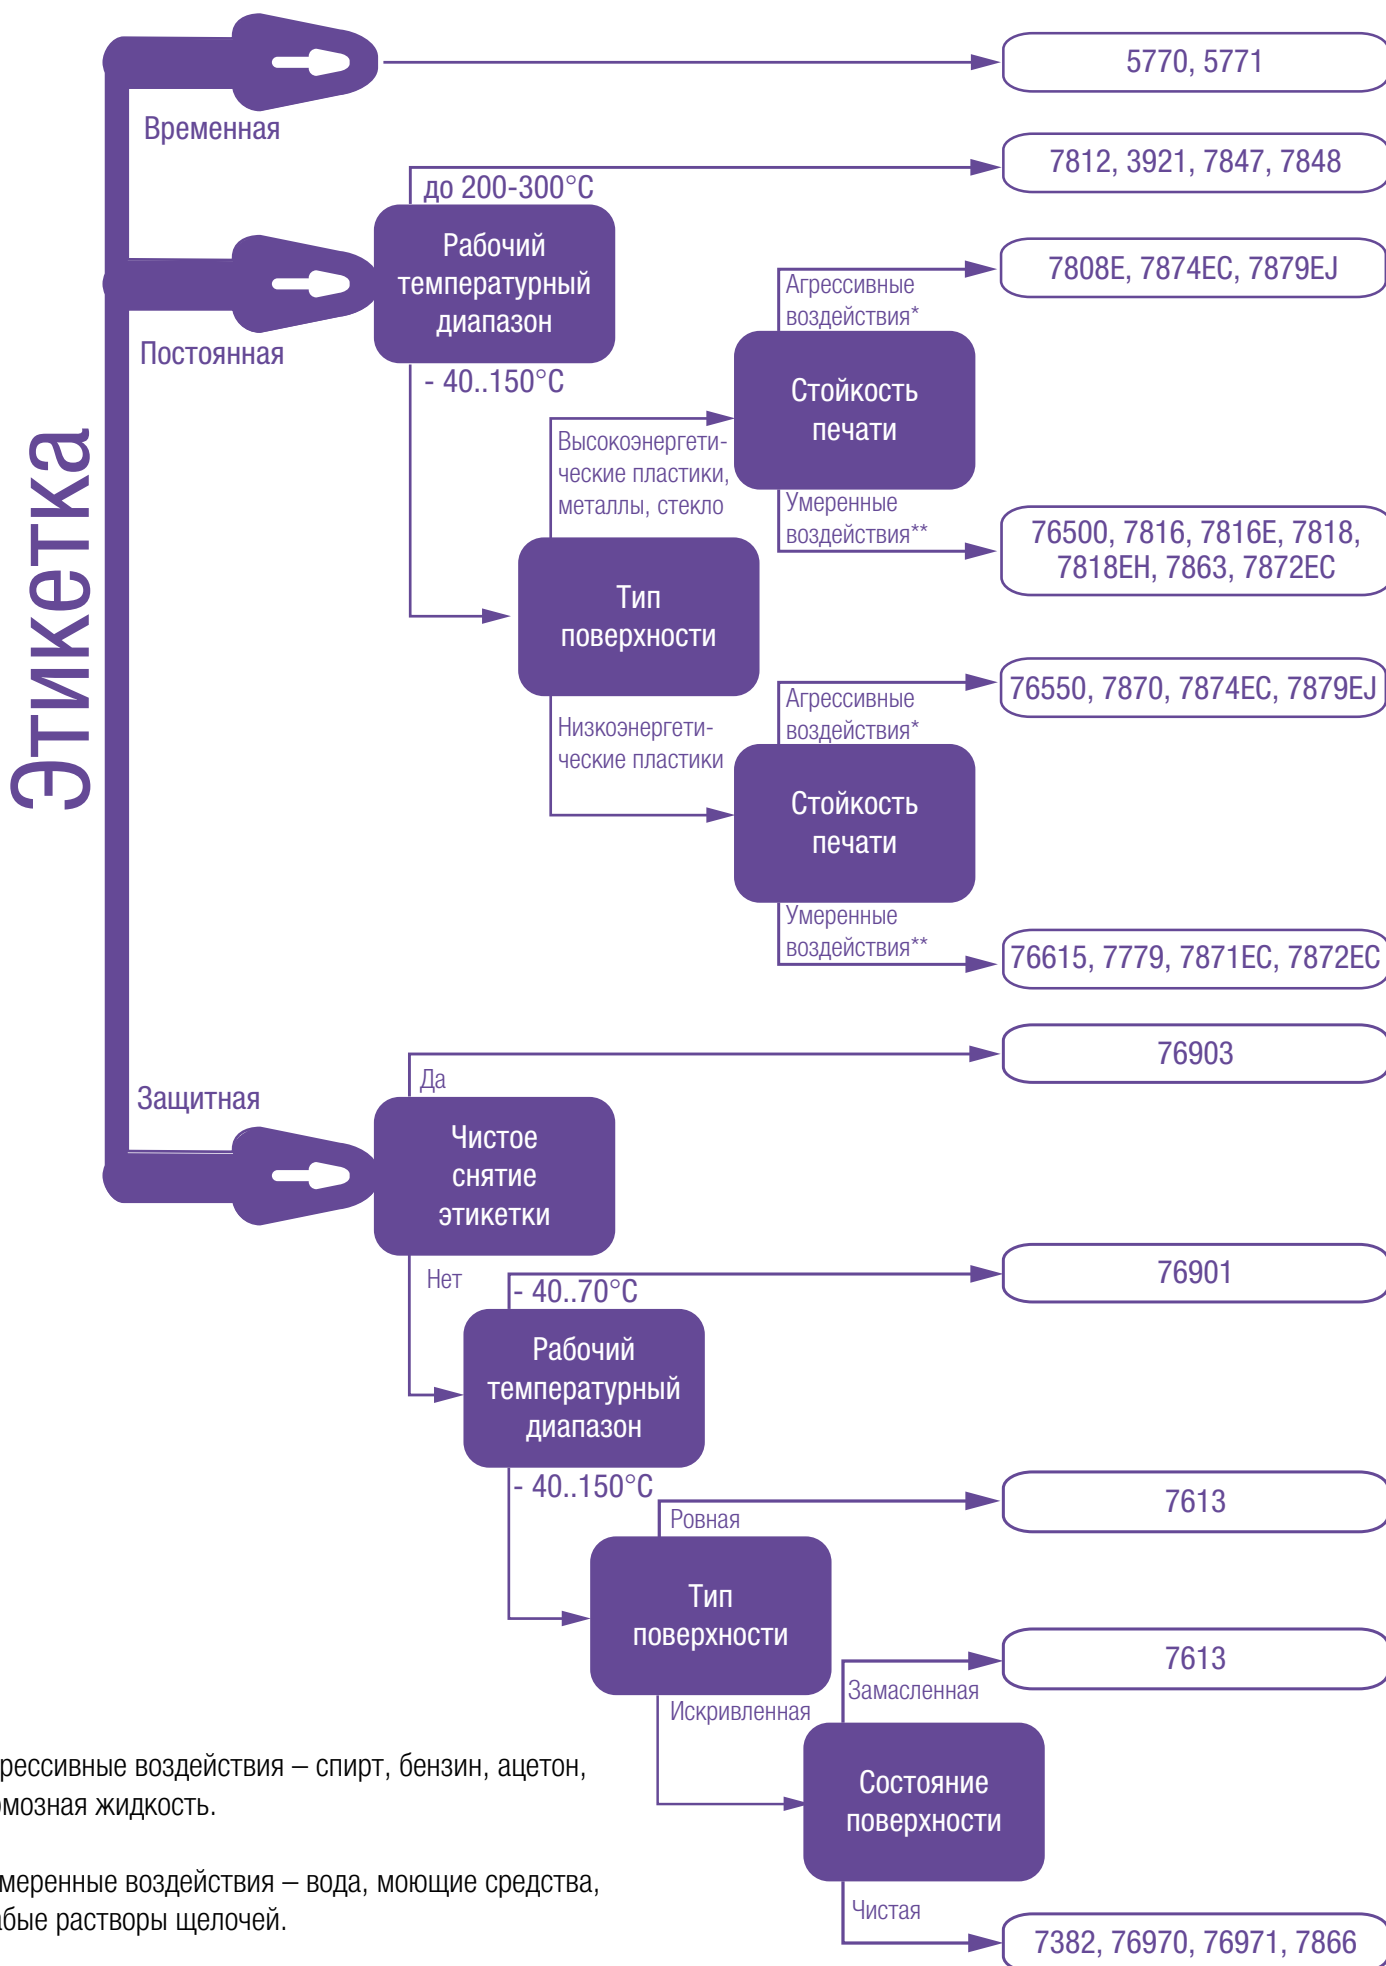 Этикетка
5770, 5771
Временная
7812, 3921, 7847, 7848
до 200-300°C
Рабочий
температурный
диапазон
Постоянная
- 40..150°C
7808E, 7874EC, 7879EJ
Агрессивные
воздействия*
Стойкость
печати
Высокоэнергети-
ческие пластики,
металлы, стекло
Умеренные
воздействия**
76500, 7816, 7816E, 7818,
7818EH, 7863, 7872EC
Тип
поверхности
76550, 7870, 7874EC, 7879EJ
Агрессивные
воздействия*
Низкоэнергети-
ческие пластики
Стойкость
печати
Умеренные
воздействия**
76615, 7779, 7871EC, 7872EC
76903
Да
Защитная
Чистое
снятие
этикетки
Нет
76901
- 40..70°C
Рабочий
температурный
диапазон
- 40..150°C
7613
Ровная
Тип
поверхности
7613
Замасленная
Искривленная
Состояние
поверхности
Чистая
7382, 76970, 76971, 7866
рессивные воздействия – спирт, бензин, ацетон,
рмозная жидкость.
меренные воздействия – вода, моющие средства,
абые растворы щелочей.